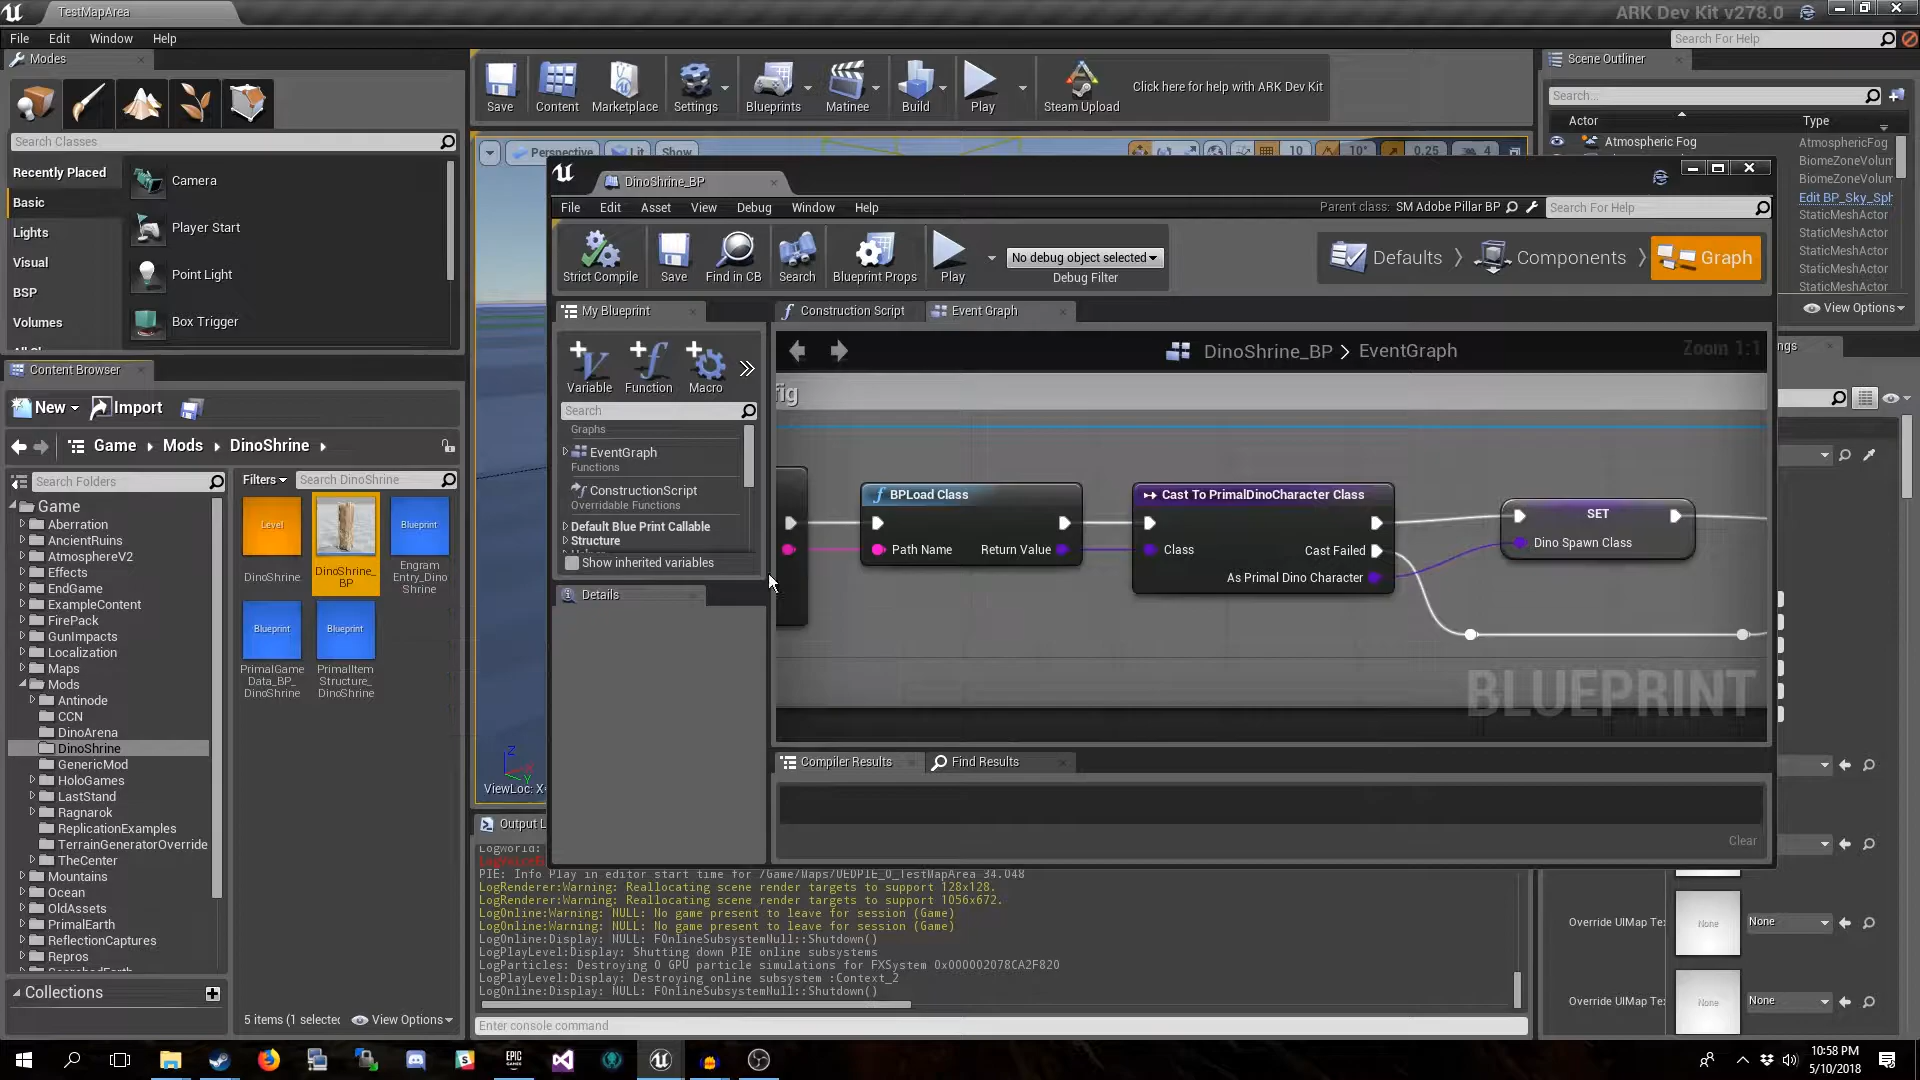 TestMapArea
ARK Dev Kit v278.0
File Edit Window Help
Search For Help
Modes
Search Classes
Recently Placed
Basic
Lights
Visual
BSP
Volumes
Camera
Player Start
Point Light
Box Trigger
Save Content Marketplace Settings Blueprints Matinee Build Play Steam Upload
Click here for help with ARK Dev Kit
Perspective Lit Show
10 10° 0.25 4
Scene Outliner
Search...
Actor Type
Atmospheric Fog AtmosphericFog
BiomeZoneVolun
BiomeZoneVolun
Edit BP_Sky_Sph
StaticMeshActor
StaticMeshActor
StaticMeshActor
StaticMeshActor
StaticMeshActor
View Options
DinoShrine_BP
File Edit Asset View Debug Window Help
Parent class: SM Adobe Pillar BP
Search For Help
Strict Compile Save Find in CB Search Blueprint Props Play
No debug object selected
Debug Filter
Defaults Components Graph
My Blueprint
Variable Function Macro
Search
Graphs
EventGraph
Functions
ConstructionScript
Overridable Functions
Default Blue Print Callable
Structure
Show inherited variables
Details
Construction Script Event Graph
DinoShrine_BP > EventGraph
Zoom 1:1
fig
BPLoad Class
Path Name Return Value
Cast To PrimalDinoCharacter Class
Class Cast Failed
As Primal Dino Character
SET
Dino Spawn Class
BLUEPRINT
Compiler Results Find Results
Clear
Content Browser
New Import
Game Mods DinoShrine
Search Folders
Filters Search DinoShrine
Game
Aberration
AncientRuins
AtmosphereV2
Effects
EndGame
ExampleContent
FirePack
GunImpacts
Localization
Maps
Mods
Antinode
CCN
DinoArena
DinoShrine
GenericMod
HoloGames
LastStand
Ragnarok
ReplicationExamples
TerrainGeneratorOverride
TheCenter
Mountains
Ocean
OldAssets
PrimalEarth
ReflectionCaptures
Repros
Level
DinoShrine
DinoShrine_
BP
Blueprint
Engram
Entry_Dino
Shrine
Blueprint
PrimalGame
Data_BP_
DinoShrine
Blueprint
PrimalItem
Structure_
DinoShrine
Collections
5 items (1 selectec View Options
Z
X
Y
ViewLoc: X
Output L
LogWorld:
PIE: Info Play in editor start time for /Game/Maps/UEDPIE_0_TestMapArea 34.048
LogRenderer:Warning: Reallocating scene render targets to support 128x128.
LogRenderer:Warning: Reallocating scene render targets to support 1056x672.
LogOnline:Warning: NULL: No game present to leave for session (Game)
LogOnline:Warning: NULL: No game present to leave for session (Game)
LogOnline:Display: NULL: FOnlineSubsystemNull::Shutdown()
LogPlayLevel:Display: Shutting down PIE online subsystems
LogParticles: Destroying 0 GPU particle simulations for FXSystem 0x000002078CA2F820
LogPlayLevel:Display: Destroying online subsystem :Context_2
LogOnline:Display: NULL: FOnlineSubsystemNull::Shutdown()
Enter console command
ngs
Override UIMap Te: None None
Override UIMap Te: None None
EPIC GAMES
10:58 PM
5/10/2018